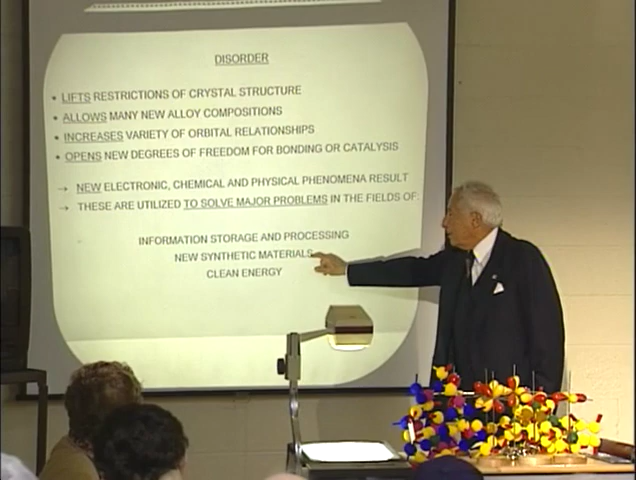 DISORDER
• LIFTS RESTRICTIONS OF CRYSTAL STRUCTURE
• ALLOWS MANY NEW ALLOY COMPOSITIONS
• INCREASES VARIETY OF ORBITAL RELATIONSHIPS
• OPENS NEW DEGREES OF FREEDOM FOR BONDING OR CATALYSIS
→ NEW ELECTRONIC, CHEMICAL AND PHYSICAL PHENOMENA RESULT
→ THESE ARE UTILIZED TO SOLVE MAJOR PROBLEMS IN THE FIELDS OF:
INFORMATION STORAGE AND PROCESSING
NEW SYNTHETIC MATERIALS
CLEAN ENERGY